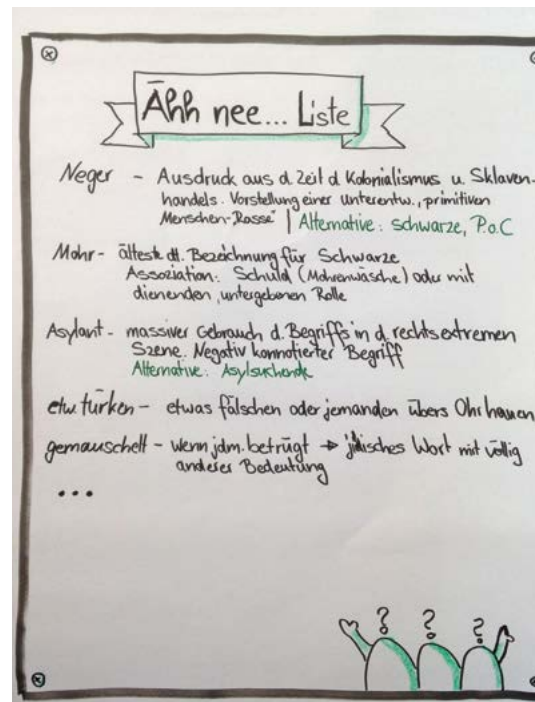 Ähh nee... Liste
Neger - Ausdruck aus d. Zeit d. Kolonialismus u. Sklaven-
handels. Vorstellung einer unterentw., primitiven
Menschen-Rasse | Alternative: Schwarze, P.o.C
Mohr - älteste dt. Bezeichnung für Schwarze
Assoziation: Schuld (Mohrenwäsche) oder mit
dienenden, untergebenen Rolle
Asylant - massiver Gebrauch d. Begriffs in d. rechtsextremen
Szene. Negativ konnotierter Begriff
Alternative: Asylsuchende
etw. türken - etwas fälschen oder jemanden übers Ohr hauen
gemauschelt - wenn jdm. betrügt → jidisches Wort mit völlig
anderer Bedeutung
...
? ? ?